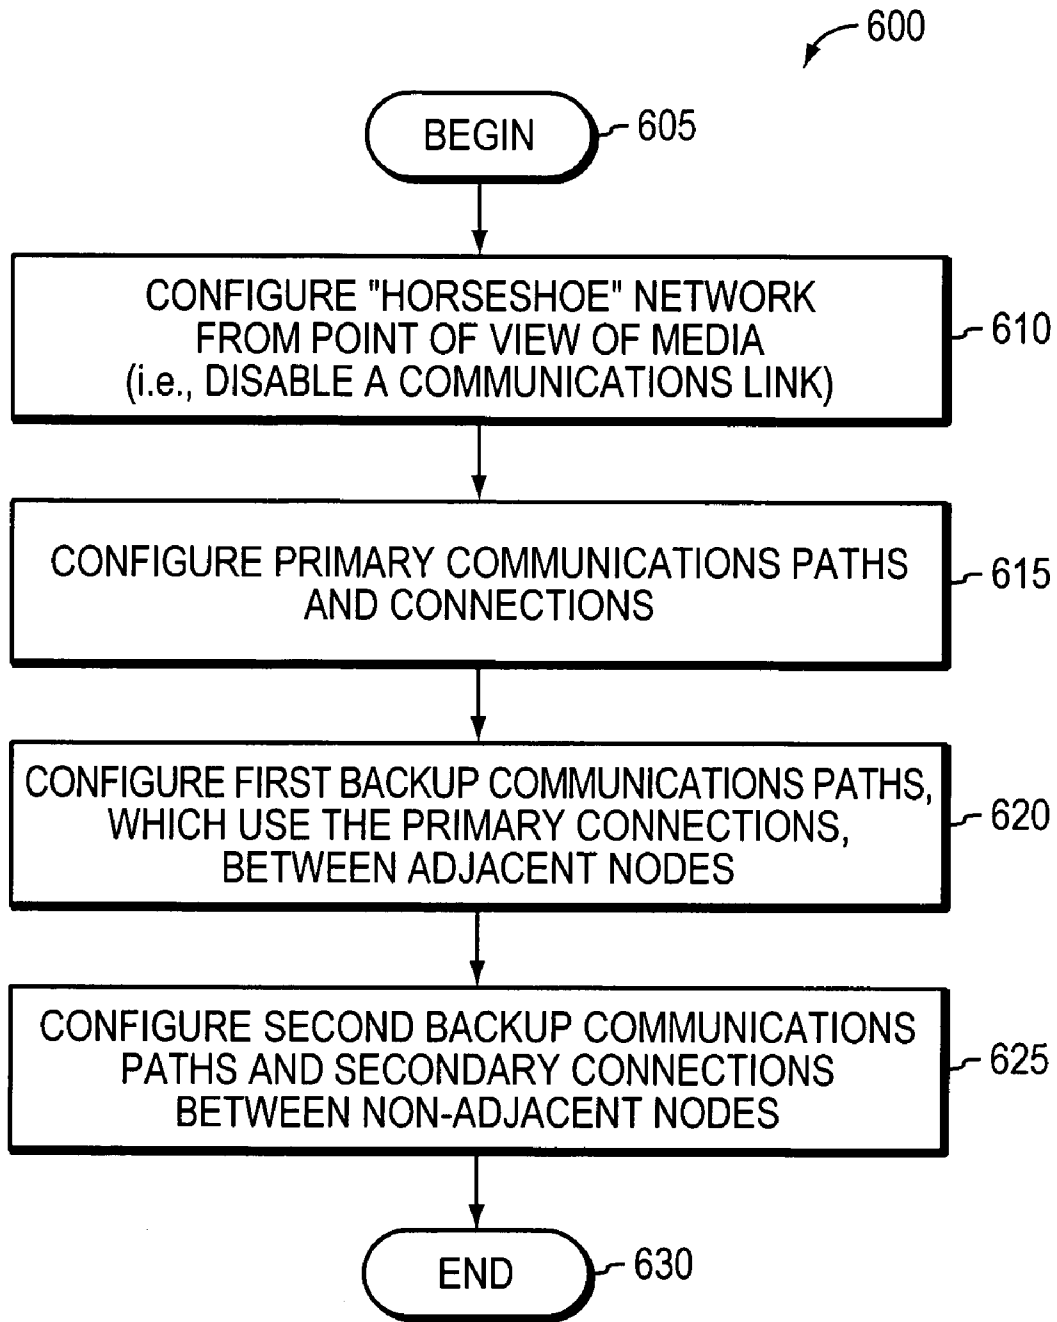 600
BEGIN
605
CONFIGURE "HORSESHOE" NETWORK
FROM POINT OF VIEW OF MEDIA
(i.e., DISABLE A COMMUNICATIONS LINK)
610
CONFIGURE PRIMARY COMMUNICATIONS PATHS
AND CONNECTIONS
615
CONFIGURE FIRST BACKUP COMMUNICATIONS PATHS,
WHICH USE THE PRIMARY CONNECTIONS,
BETWEEN ADJACENT NODES
620
CONFIGURE SECOND BACKUP COMMUNICATIONS
PATHS AND SECONDARY CONNECTIONS
BETWEEN NON-ADJACENT NODES
625
END
630